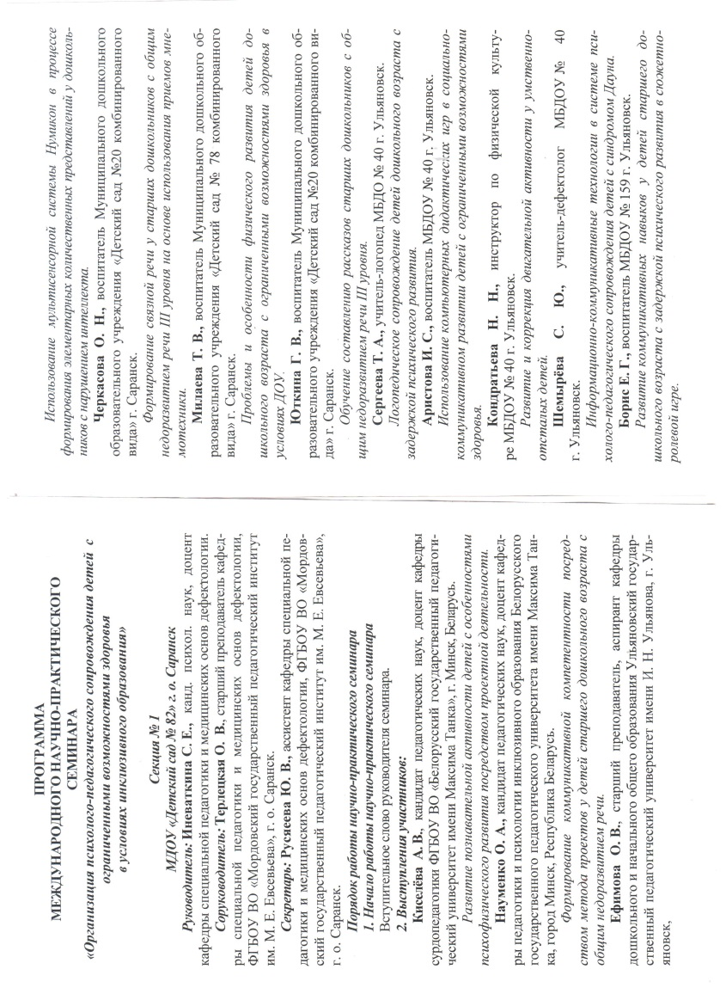 ПРОГРАММА
МЕЖДУНАРОДНОГО НАУЧНО-ПРАКТИЧЕСКОГО
СЕМИНАРА
«Организация психолого-педагогического сопровождения детей с
ограниченными возможностями здоровья
в условиях инклюзивного образования»
Секция № 1
МДОУ «Детский сад № 82» г. о. Саранск
Руководитель: Иневаткина С. Е., канд. психол. наук, доцент
кафедры специальной педагогики и медицинских основ дефектологии.
Соруководитель: Терлецкая О. В., старший преподаватель кафед-
ры специальной педагогики и медицинских основ дефектологии,
ФГБОУ ВО «Мордовский государственный педагогический институт
им. М. Е. Евсевьева», г. о. Саранск.
Секретарь: Русяева Ю. В., ассистент кафедры специальной пе-
дагогики и медицинских основ дефектологии, ФГБОУ ВО «Мордов-
ский государственный педагогический институт им. М. Е. Евсевьева»,
г. о. Саранск.
Порядок работы научно-практического семинара
1. Начало работы научно-практического семинара
Вступительное слово руководителя семинара.
2. Выступления участников:
Киселёва А. В., кандидат педагогических наук, доцент кафедры
сурдопедагогики ФГБОУ ВО «Белорусский государственный педагоги-
ческий университет имени Максима Танка», г. Минск, Беларусь.
Развитие познавательной активности детей с особенностями
психофизического развития посредством проектной деятельности.
Науменко О. А., кандидат педагогических наук, доцент кафед-
ры педагогики и психологии инклюзивного образования Белорусского
государственного педагогического университета имени Максима Тан-
ка, город Минск, Республика Беларусь.
Формирование коммуникативной компетентности посред-
ством метода проектов у детей старшего дошкольного возраста с
общим недоразвитием речи.
Ефимова О. В., старший преподаватель, аспирант кафедры
дошкольного и начального общего образования Ульяновский государ-
ственный педагогический университет имени И. Н. Ульянова, г. Уль-
яновск,
Использование мультисенсорной системы Нумикон в процессе
формирования элементарных количественных представлений у дошколь-
ников с нарушением интеллекта.
Черкасова О. Н., воспитатель Муниципального дошкольного
образовательного учреждения «Детский сад №20 комбинированного
вида» г. Саранск.
Формирование связной речи у старших дошкольников с общим
недоразвитием речи III уровня на основе использования приемов мне-
мотехники.
Милаева Т. В., воспитатель Муниципального дошкольного об-
разовательного учреждения «Детский сад № 78 комбинированного
вида» г. Саранск.
Проблемы и особенности физического развития детей до-
школьного возраста с ограниченными возможностями здоровья в
условиях ДОУ.
Юткина Г. В., воспитатель Муниципального дошкольного об-
разовательного учреждения «Детский сад №20 комбинированного ви-
да» г. Саранск.
Обучение составлению рассказов старших дошкольников с об-
щим недоразвитием речи III уровня.
Сергеева Т. А., учитель-логопед МБДО № 40 г. Ульяновск.
Логопедическое сопровождение детей дошкольного возраста с
задержкой психического развития.
Аристова И. С., воспитатель МБДОУ № 40 г. Ульяновск.
Использование компьютерных дидактических игр в социально-
коммуникативном развитии детей с ограниченными возможностями
здоровья.
Кондратьева Н. Н., инструктор по физической культу-
ре МБДОУ № 40 г. Ульяновск.
Развитие и коррекция двигательной активности у умственно-
отсталых детей.
Шемырёва С. Ю., учитель-дефектолог МБДОУ № 40
г. Ульяновск.
Информационно-коммуникативные технологии в системе пси-
холого-педагогического сопровождения детей с синдромом Дауна.
Борис Е. Г., воспитатель МБДОУ № 159 г. Ульяновск.
Развитие коммуникативных навыков у детей старшего до-
школьного возраста с задержкой психического развития в сюжетно-
ролевой игре.